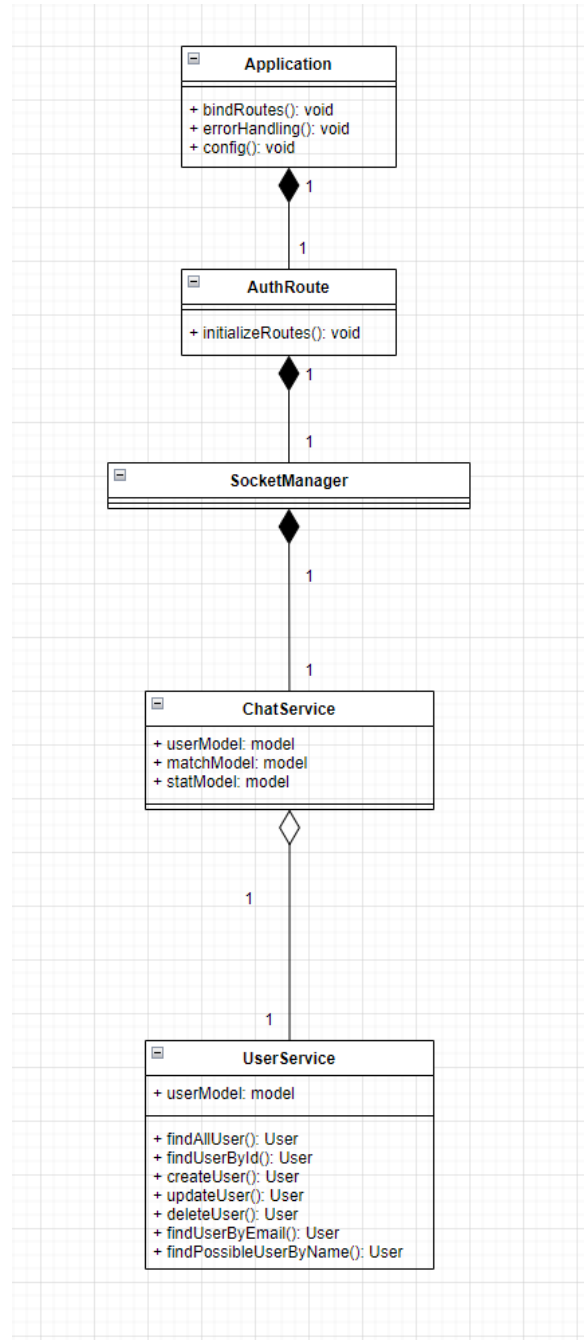 Application
+ bindRoutes(): void
+ errorHandling(): void
+ config(): void
1
1
AuthRoute
+ initializeRoutes(): void
1
1
SocketManager
1
1
ChatService
+ userModel: model
+ matchModel: model
+ statModel: model
1
1
UserService
+ userModel: model
+ findAllUser(): User
+ findUserById(): User
+ createUser(): User
+ updateUser(): User
+ deleteUser(): User
+ findUserByEmail(): User
+ findPossibleUserByName(): User